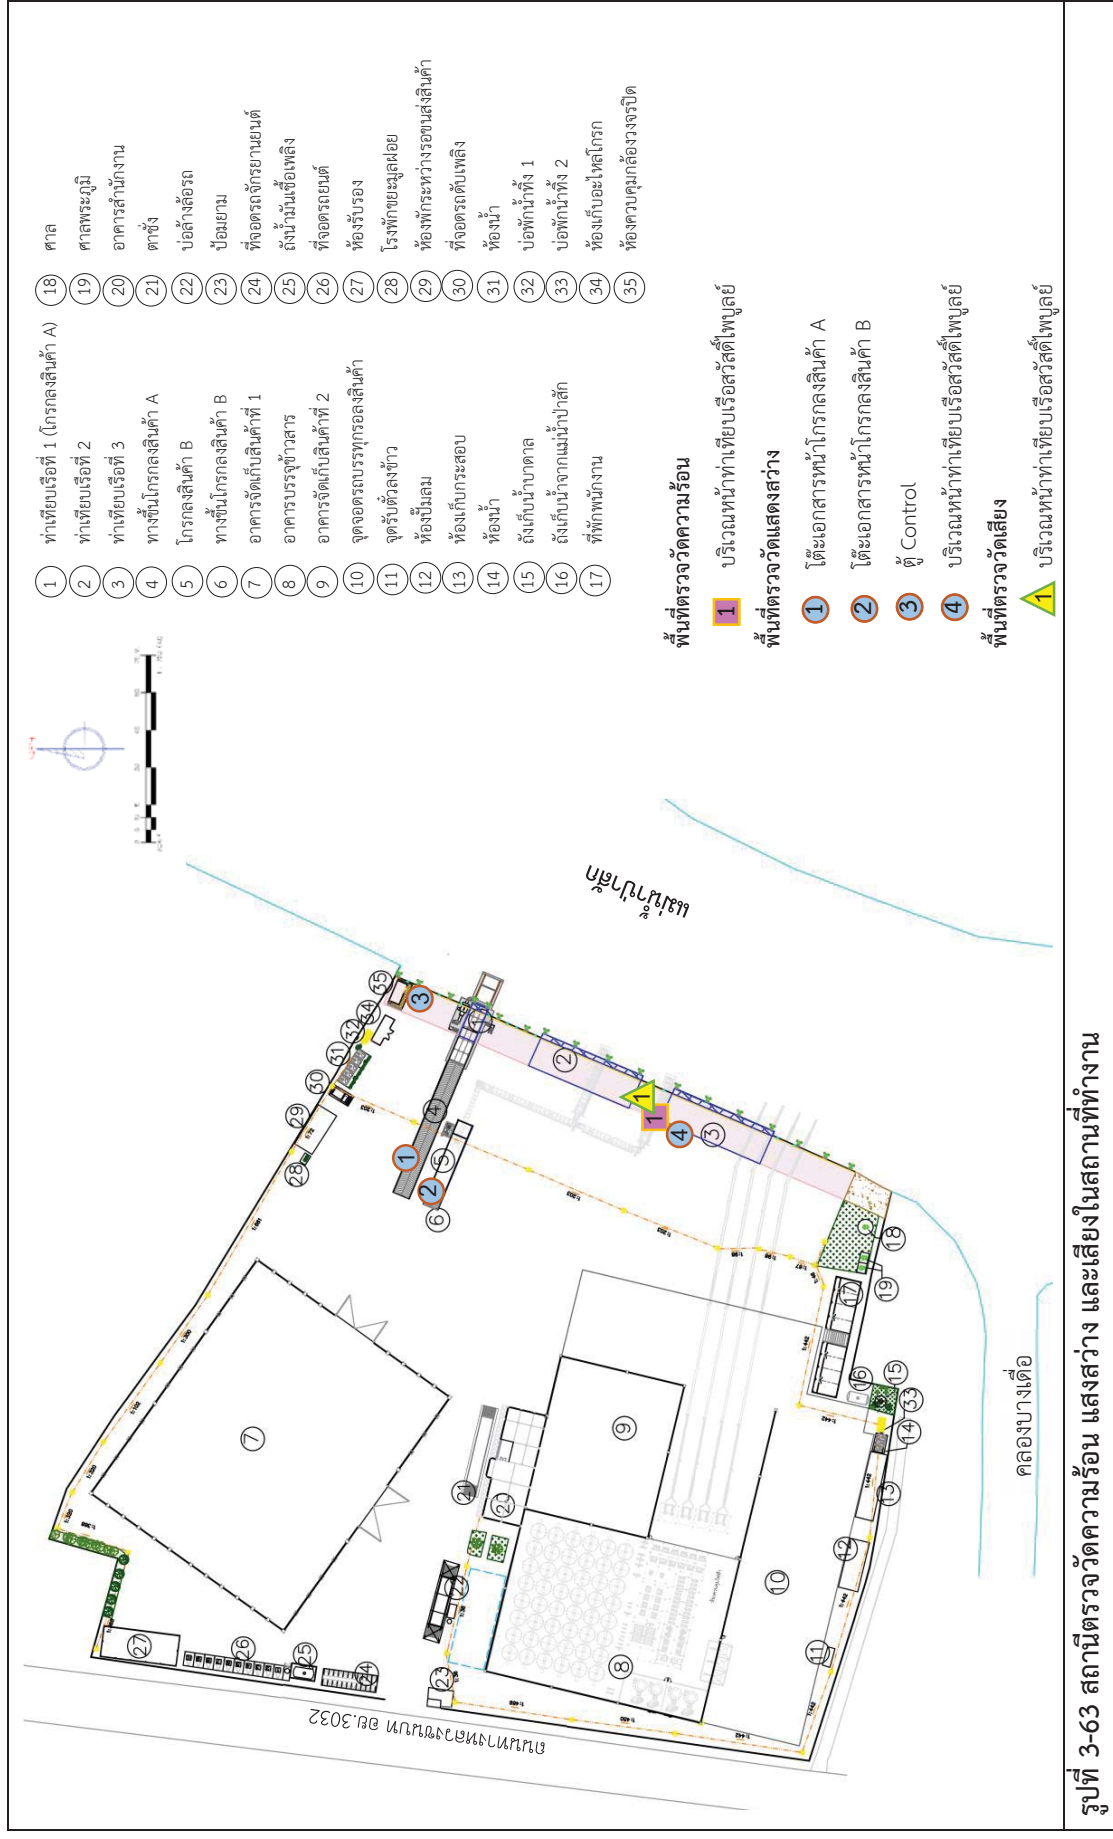 1 ท่าเทียบเรือที่ 1 (โกรกลงสินค้า A)
2 ท่าเทียบเรือที่ 2
3 ท่าเทียบเรือที่ 3
4 ทางขึ้นโกรกลงสินค้า A
5 โกรกลงสินค้า B
6 ทางขึ้นโกรกลงสินค้า B
7 อาคารจัดเก็บสินค้าที่ 1
8 อาคารบรรจุข้าวสาร
9 อาคารจัดเก็บสินค้าที่ 2
10 จุดจอดรถบรรทุกรอลงสินค้า
11 จุดรับตั๋วลงข้าว
12 ห้องปั๊มลม
13 ห้องเก็บกระสอบ
14 ห้องน้ำ
15 ถังเก็บน้ำบาดาล
16 ถังเก็บน้ำจากแม่น้ำป่าสัก
17 ที่พักพนักงาน
18 ศาล
19 ศาลพระภูมิ
20 อาคารสำนักงาน
21 ตาชั่ง
22 บ่อล้างล้อรถ
23 ป้อมยาม
24 ที่จอดรถจักรยานยนต์
25 ถังน้ำมันเชื้อเพลิง
26 ที่จอดรถยนต์
27 ห้องรับรอง
28 โรงพักขยะมูลฝอย
29 ห้องพักระหว่างรอขนส่งสินค้า
30 ที่จอดรถดับเพลิง
31 ห้องน้ำ
32 บ่อพักน้ำทิ้ง 1
33 บ่อพักน้ำทิ้ง 2
34 ห้องเก็บอะไหล่โกรก
35 ห้องควบคุมกล้องวงจรปิด
พื้นที่ตรวจวัดความร้อน
1 บริเวณหน้าท่าเทียบเรือสวัสดิ์ไพบูลย์
พื้นที่ตรวจวัดแสงสว่าง
1 โต๊ะเอกสารหน้าโกรกลงสินค้า A
2 โต๊ะเอกสารหน้าโกรกลงสินค้า B
3 ตู้ Control
4 บริเวณหน้าท่าเทียบเรือสวัสดิ์ไพบูลย์
พื้นที่ตรวจวัดเสียง
1 บริเวณหน้าท่าเทียบเรือสวัสดิ์ไพบูลย์
แม่น้ำป่าสัก
คลองบางเดื่อ
ถนนทางหลวงชนบท อย.3032
รูปที่ 3-63 สถานีตรวจวัดความร้อน แสงสว่าง และเสียงในสถานที่ทำงาน